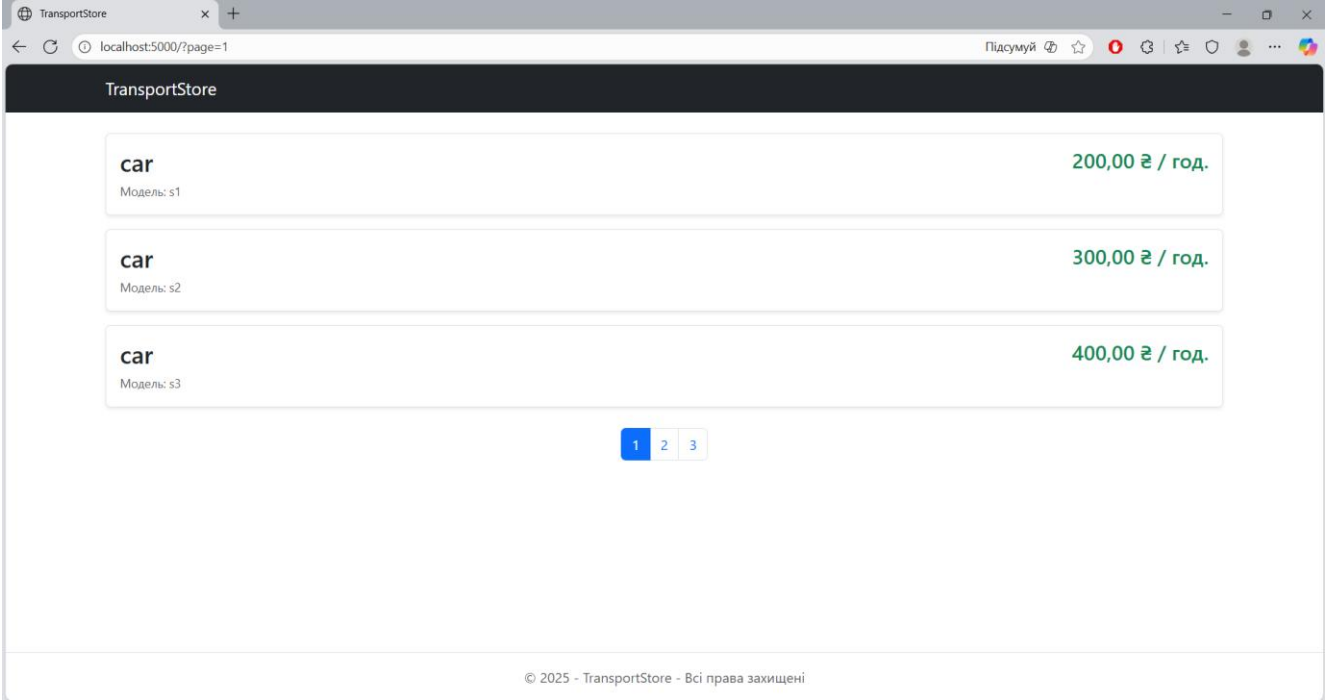 TransportStore
localhost:5000/?page=1
Підсумуй
TransportStore
car
200,00 ₴ / год.
Модель: s1
car
300,00 ₴ / год.
Модель: s2
car
400,00 ₴ / год.
Модель: s3
1 2 3
© 2025 - TransportStore - Всі права захищені